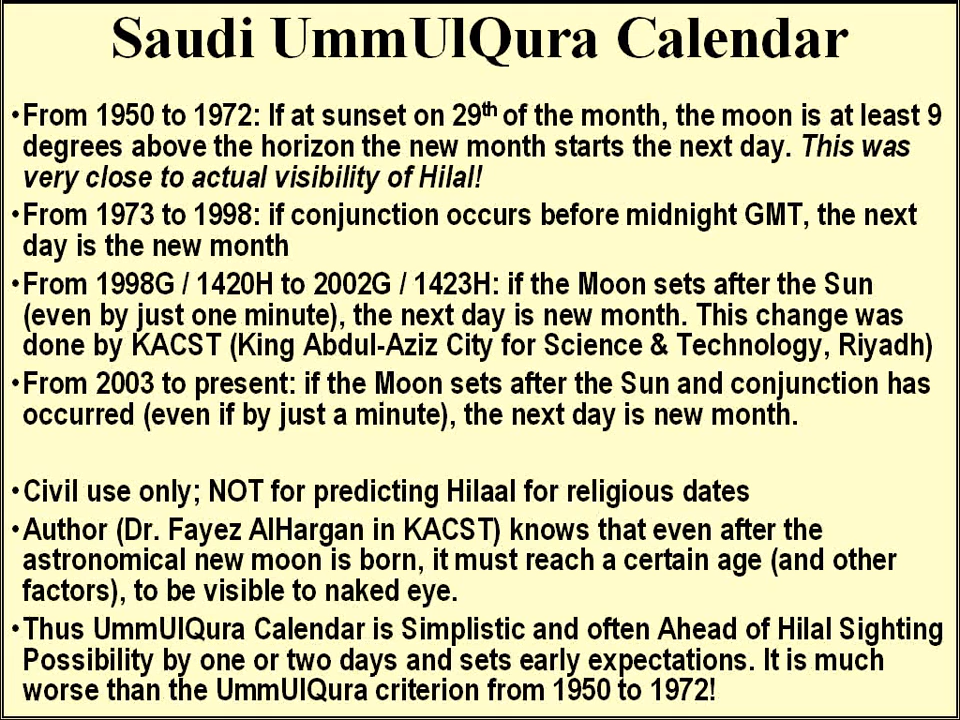 Saudi UmmUlQura Calendar
•From 1950 to 1972: If at sunset on 29th of the month, the moon is at least 9
degrees above the horizon the new month starts the next day. This was
very close to actual visibility of Hilal!
•From 1973 to 1998: if conjunction occurs before midnight GMT, the next
day is the new month
•From 1998G / 1420H to 2002G / 1423H: if the Moon sets after the Sun
(even by just one minute), the next day is new month. This change was
done by KACST (King Abdul-Aziz City for Science & Technology, Riyadh)
•From 2003 to present: if the Moon sets after the Sun and conjunction has
occurred (even if by just a minute), the next day is new month.
•Civil use only; NOT for predicting Hilaal for religious dates
•Author (Dr. Fayez AlHargan in KACST) knows that even after the
astronomical new moon is born, it must reach a certain age (and other
factors), to be visible to naked eye.
•Thus UmmUlQura Calendar is Simplistic and often Ahead of Hilal Sighting
Possibility by one or two days and sets early expectations. It is much
worse than the UmmUlQura criterion from 1950 to 1972!